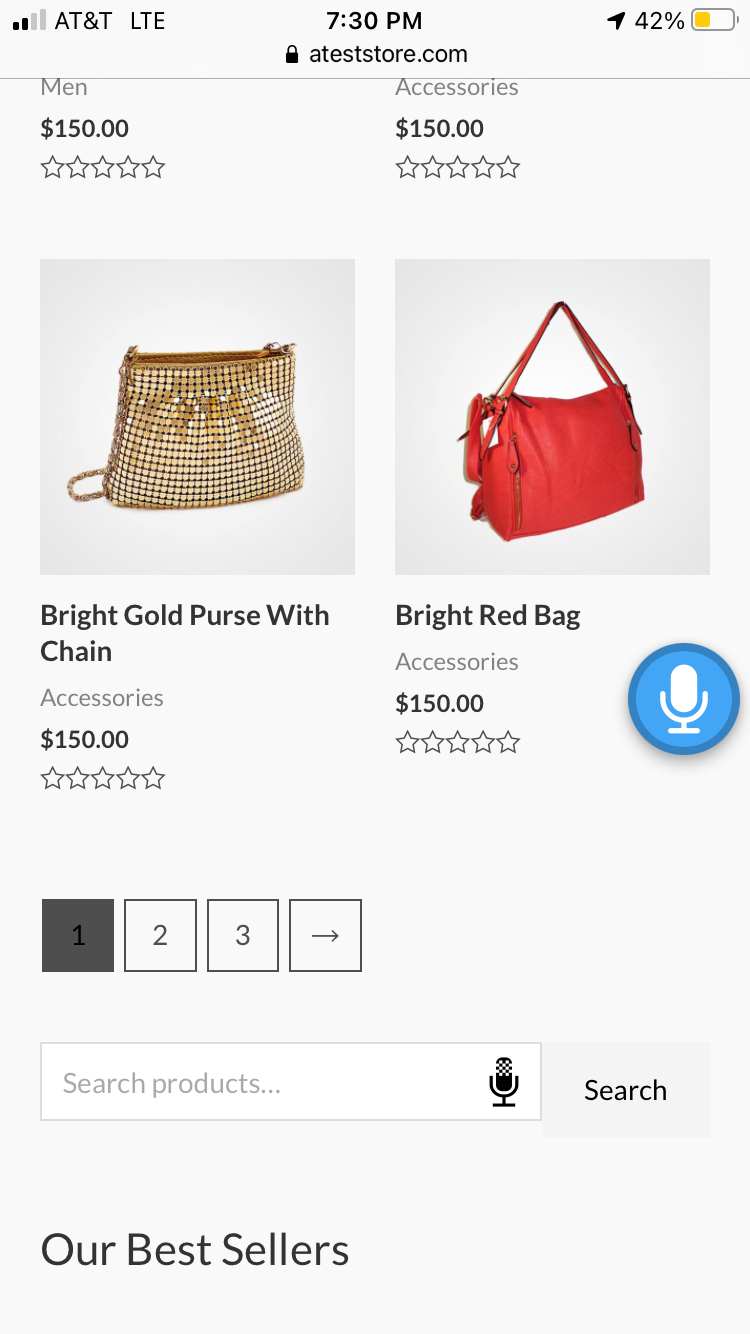 AT&T LTE 7:30 PM 42%
ateststore.com
Men
$150.00
Accessories
$150.00
Bright Gold Purse With
Chain
Accessories
$150.00
Bright Red Bag
Accessories
$150.00
1 2 3 →
Search products...
Search
Our Best Sellers